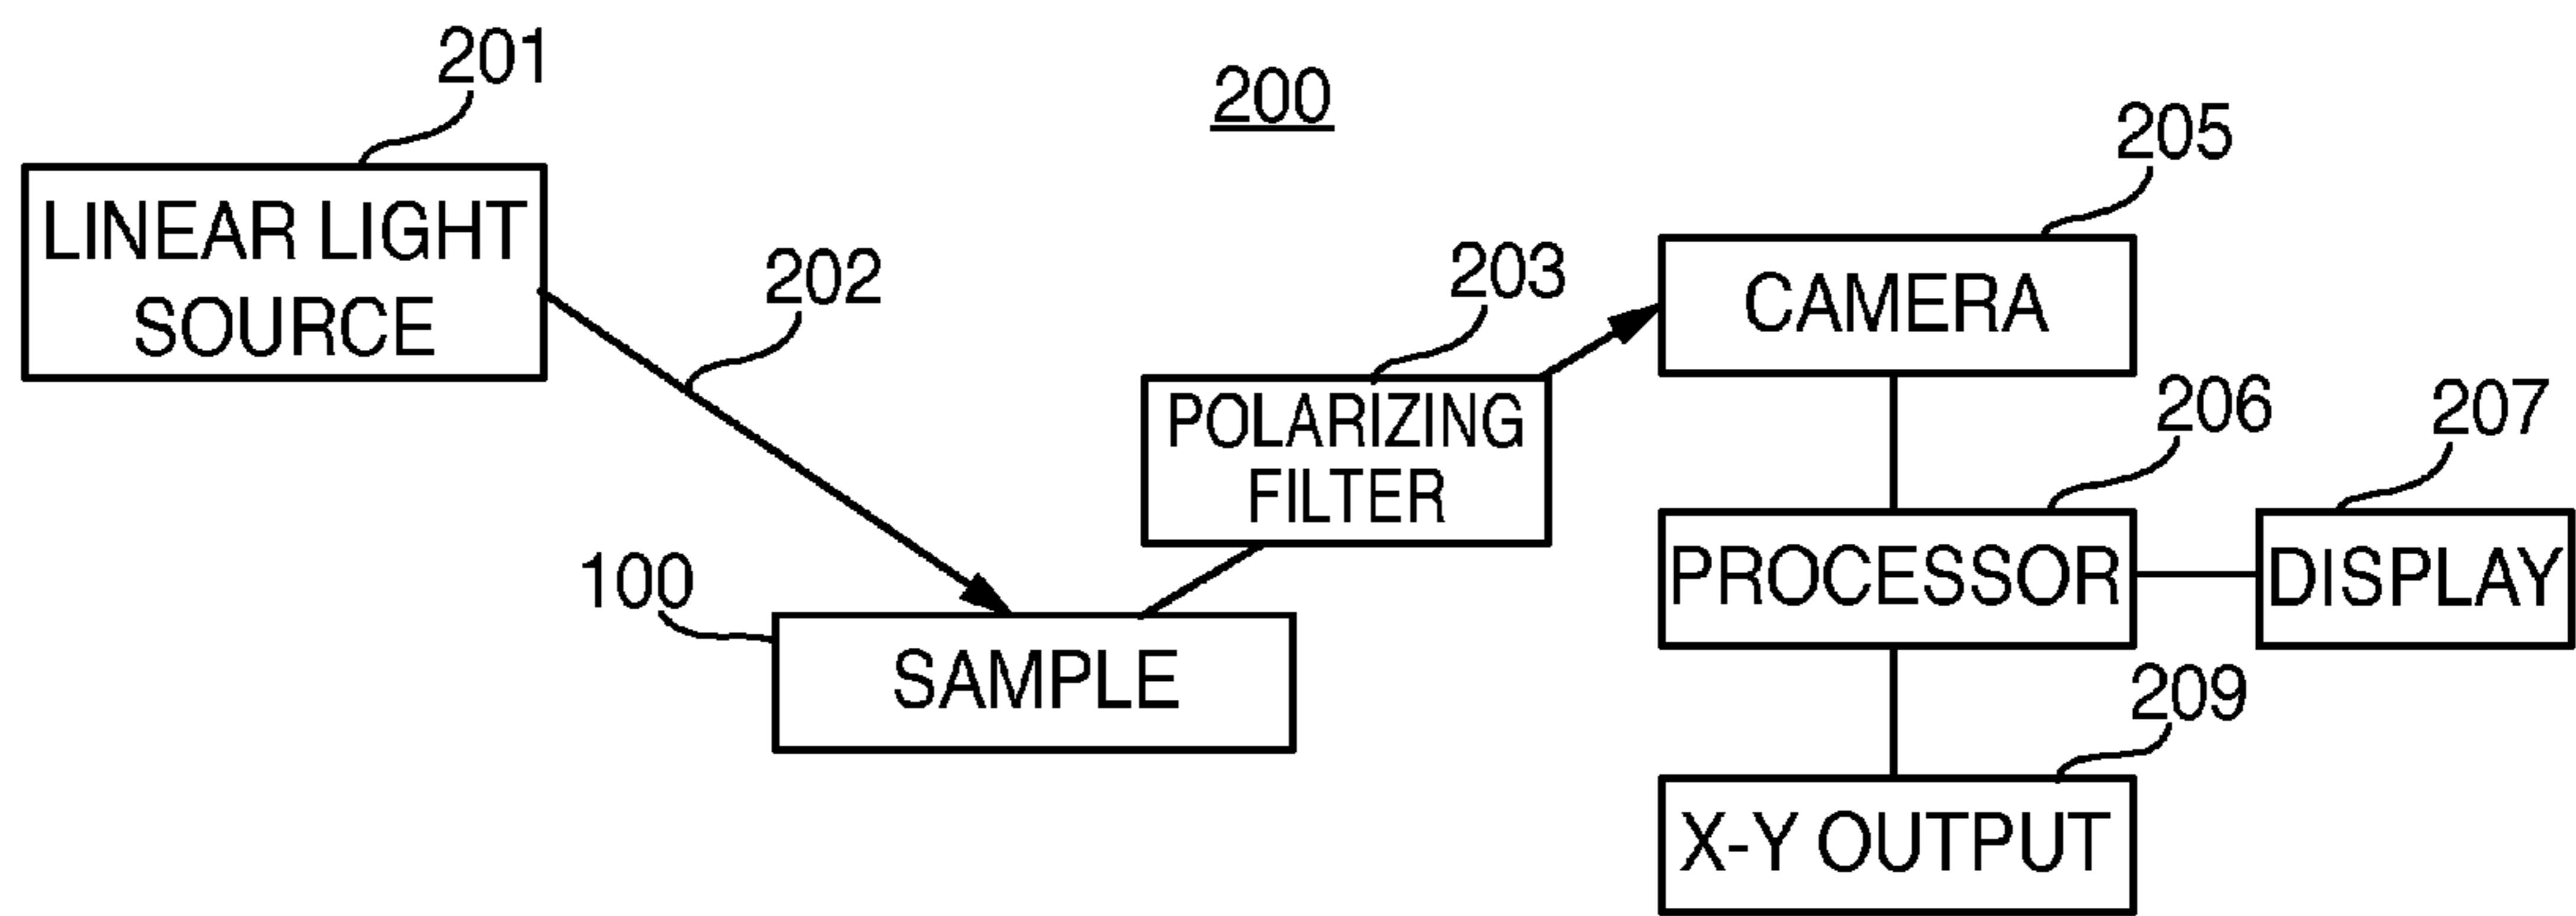 201
200
205
LINEAR LIGHT
SOURCE
202
203
CAMERA
POLARIZING
FILTER
206
207
100
PROCESSOR
DISPLAY
SAMPLE
209
X-Y OUTPUT